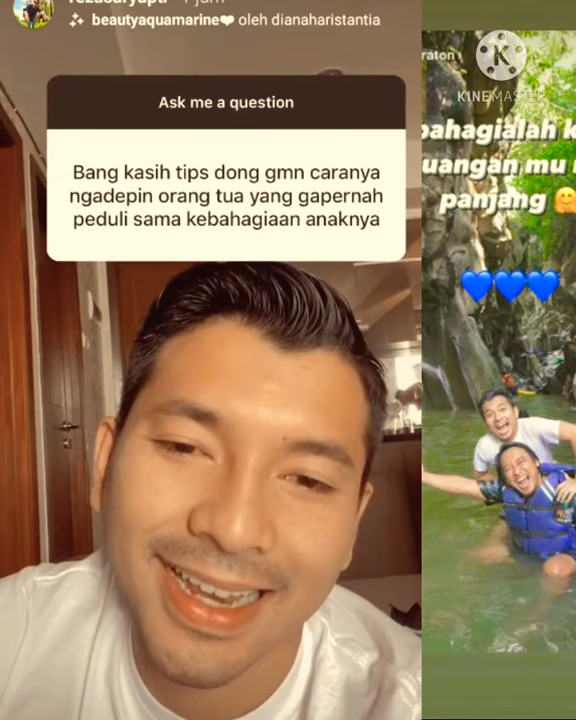 ✨ beautyaquamarine❤ oleh dianaharistantia
Ask me a question
Bang kasih tips dong gmn caranya
ngadepin orang tua yang gapernah
peduli sama kebahagiaan anaknya
K
KINEMASTER
panjang 🤗
💙💙💙